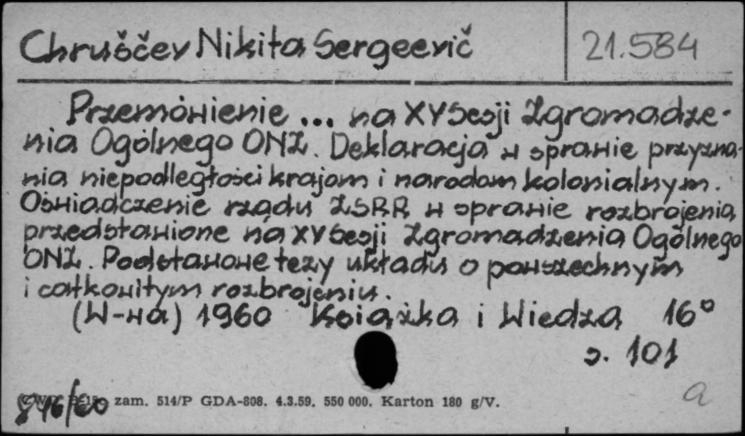 Chruščev Nikita Sergeevič 21.584
Przemówienie ... na XV Sesji Zgromadze-
nia Ogólnego ONZ. Deklaracja w sprawie przyzna-
nia niepodległości krajom i narodom kolonialnym.
Oświadczenie rządu ZSRR w sprawie rozbrojenia
przedstawione na XV Sesji Zgromadzenia Ogólnego
ONZ. Podstawowe tezy układu o powszechnym
i całkowitym rozbrojeniu.
(W-wa) 1960 Książka i Wiedza 16°
s. 101
zam. 514/P GDA-808. 4.3.59. 550 000. Karton 180 g/V.
a